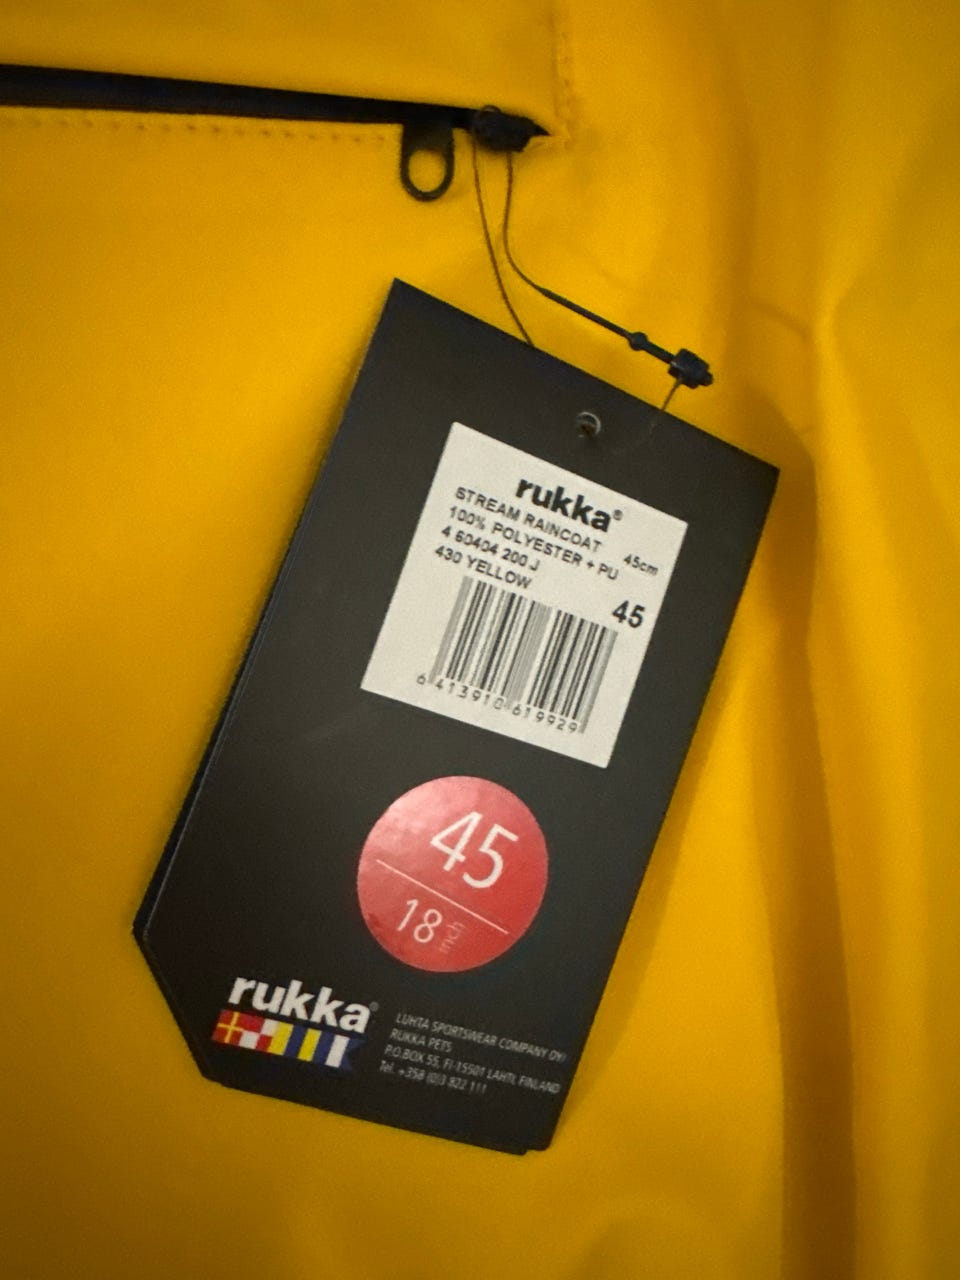 rukka®
STREAM RAINCOAT
100% POLYESTER + PU 45cm
4 60404 200 J
430 YELLOW
45
6 413910 619929
45
18 inch
rukka®
LUHTA SPORTSWEAR COMPANY OY/
RUKKA PETS
P.O.BOX 55, FI-15501 LAHTI, FINLAND
Tel. +358 (0)3 822 111